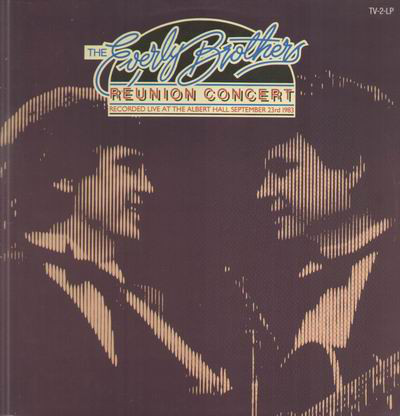 TV-2-LP
THE Everly Brothers
REUNION CONCERT
RECORDED LIVE AT THE ALBERT HALL SEPTEMBER 23rd 1983